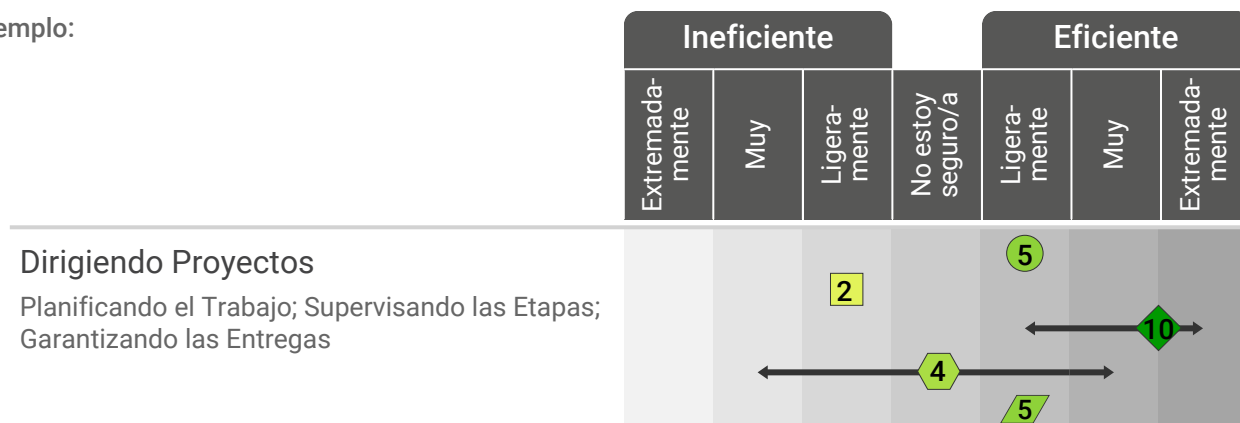 emplo:
Ineficiente
Eficiente
Extremada-
mente
Muy
Ligera-
mente
No estoy
seguro/a
Ligera-
mente
Muy
Extremada-
mente
Dirigiendo Proyectos
Planificando el Trabajo; Supervisando las Etapas;
Garantizando las Entregas
5
2
10
4
5